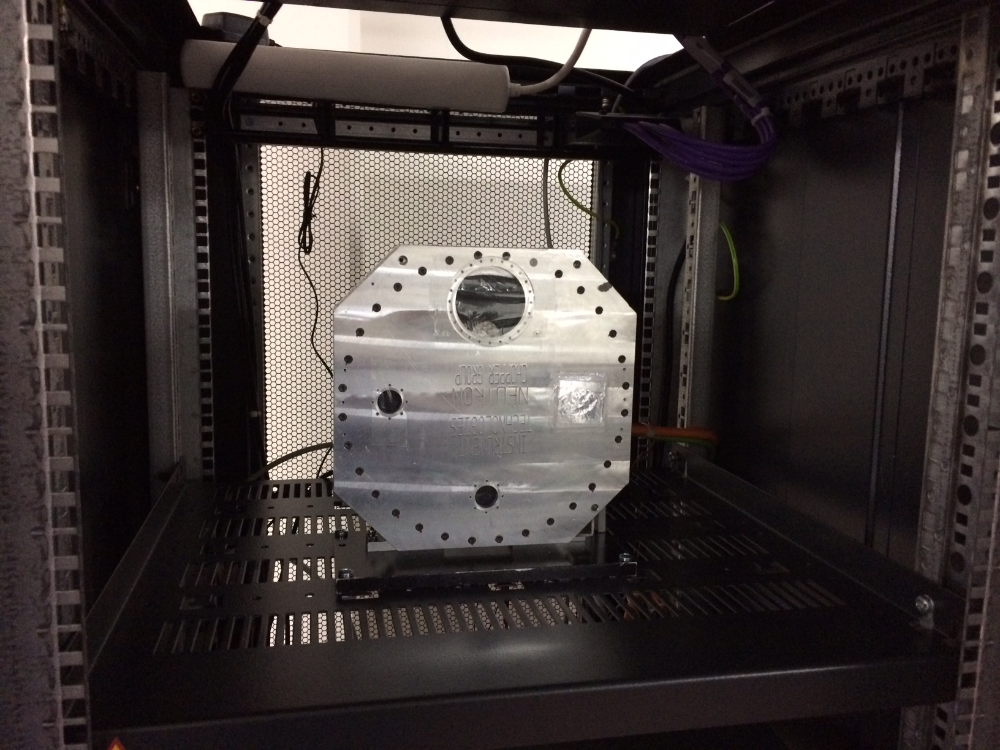 INSTRUMENT
TECHNOLOGIES
NEUTRON
CHOPPER GROUP